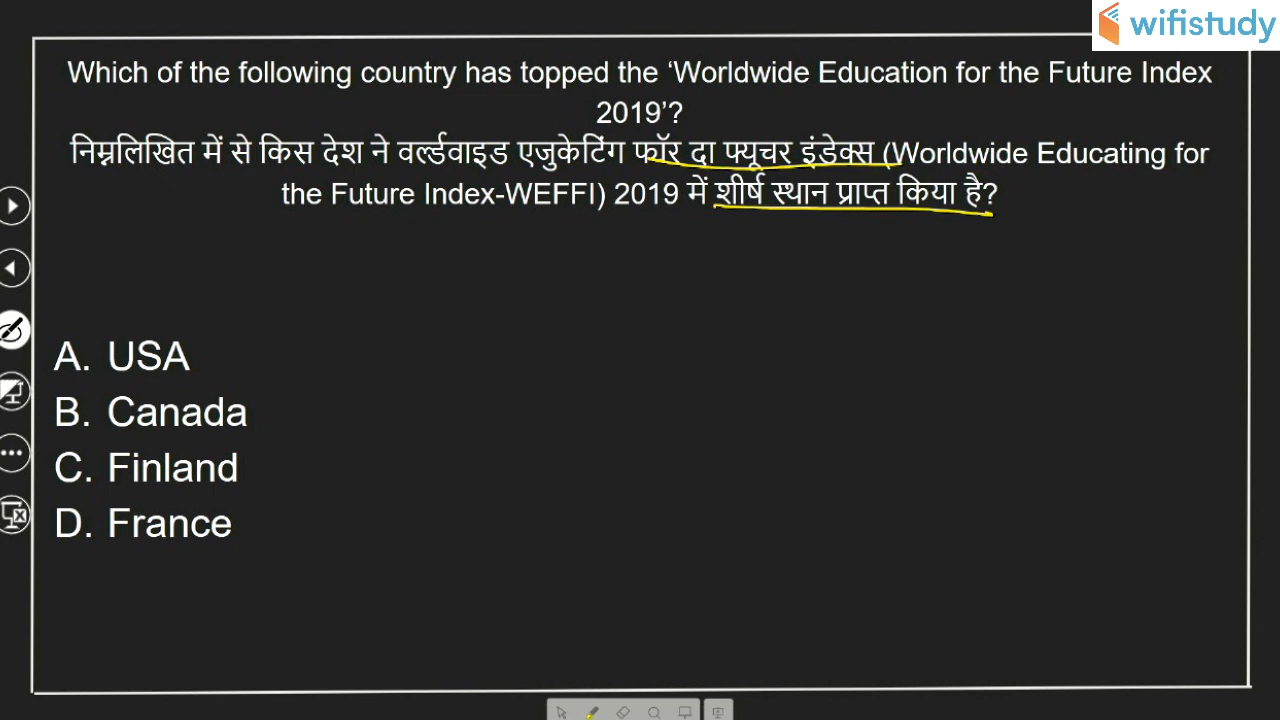 wifistudy
Which of the following country has topped the ‘Worldwide Education for the Future Index
2019’?
निम्नलिखित में से किस देश ने वर्ल्डवाइड एजुकेटिंग फॉर दा फ्यूचर इंडेक्स (Worldwide Educating for
the Future Index-WEFFI) 2019 में शीर्ष स्थान प्राप्त किया है?
A. USA
B. Canada
C. Finland
D. France